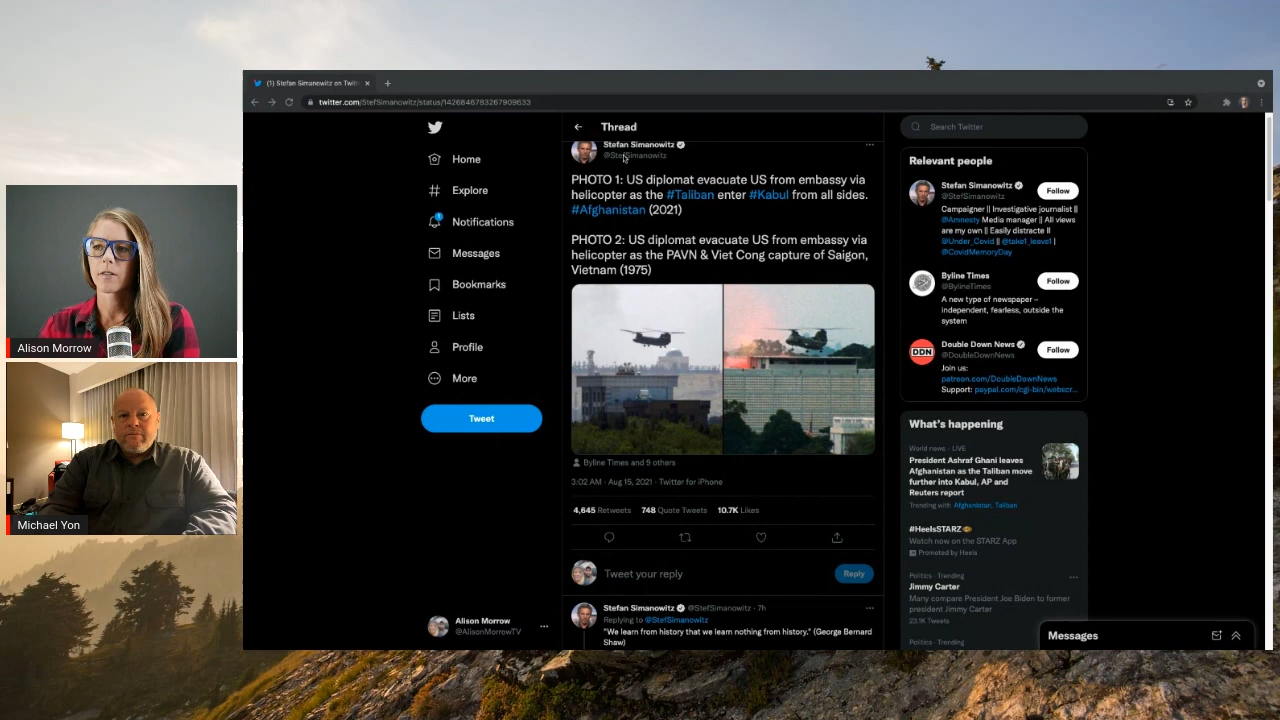 (1) Stefan Simanowitz on Twitt
twitter.com/StefSimanowitz/status/1426846783267909633
Home
Explore
Notifications
Messages
Bookmarks
Lists
Profile
More
Tweet
Alison Morrow
@AlisonMorrowTV
Thread
Stefan Simanowitz
@StefSimanowitz
PHOTO 1: US diplomat evacuate US from embassy via
helicopter as the #Taliban enter #Kabul from all sides.
#Afghanistan (2021)
PHOTO 2: US diplomat evacuate US from embassy via
helicopter as the PAVN & Viet Cong capture of Saigon,
Vietnam (1975)
Byline Times and 9 others
3:02 AM · Aug 15, 2021 · Twitter for iPhone
4,645 Retweets 748 Quote Tweets 10.7K Likes
Tweet your reply
Reply
Stefan Simanowitz @StefSimanowitz · 7h
Replying to @StefSimanowitz
"We learn from history that we learn nothing from history." (George Bernard
Shaw)
Search Twitter
Relevant people
Stefan Simanowitz
@StefSimanowitz
Follow
Campaigner || Investigative journalist ||
@Amnesty Media manager || All views
are my own || Easily distracte ||
@Under_Covid || @take1_leave1 |
@CovidMemoryDay
Byline Times
@BylineTimes
Follow
A new type of newspaper –
independent, fearless, outside the
system
DDN
Double Down News
@DoubleDownNews
Follow
Join us:
patreon.com/DoubleDownNews
Support: paypal.com/cgi-bin/webscr...
What's happening
World news · LIVE
President Ashraf Ghani leaves
Afghanistan as the Taliban move
further into Kabul, AP and
Reuters report
Trending with Afghanistan, Taliban
#HeelsSTARZ
Watch now on the STARZ App
Promoted by Heels
Politics · Trending
Jimmy Carter
Many compare President Joe Biden to former
president Jimmy Carter
23.1K Tweets
Politics · Trending
Messages
Alison Morrow
Michael Yon